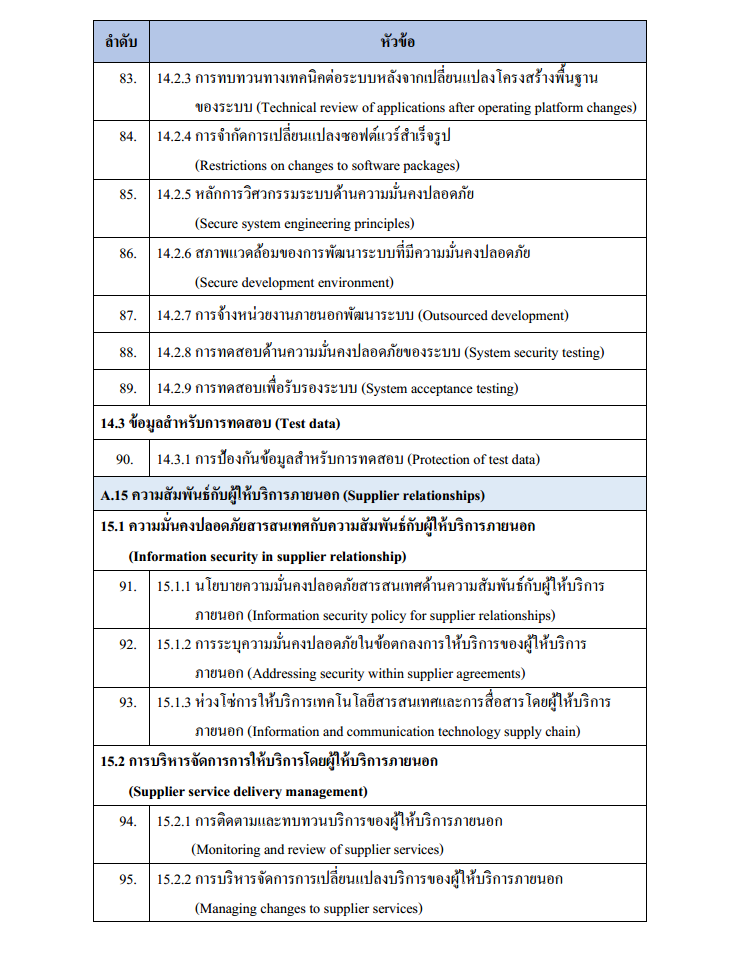 ลำดับ หัวข้อ
83. 14.2.3 การทบทวนทางเทคนิคต่อระบบหลังจากเปลี่ยนแปลงโครงสร้างพื้นฐาน
ของระบบ (Technical review of applications after operating platform changes)
84. 14.2.4 การจำกัดการเปลี่ยนแปลงซอฟต์แวร์สำเร็จรูป
(Restrictions on changes to software packages)
85. 14.2.5 หลักการวิศวกรรมระบบด้านความมั่นคงปลอดภัย
(Secure system engineering principles)
86. 14.2.6 สภาพแวดล้อมของการพัฒนาระบบที่มีความมั่นคงปลอดภัย
(Secure development environment)
87. 14.2.7 การจ้างหน่วยงานภายนอกพัฒนาระบบ (Outsourced development)
88. 14.2.8 การทดสอบด้านความมั่นคงปลอดภัยของระบบ (System security testing)
89. 14.2.9 การทดสอบเพื่อรับรองระบบ (System acceptance testing)
14.3 ข้อมูลสำหรับการทดสอบ (Test data)
90. 14.3.1 การป้องกันข้อมูลสำหรับการทดสอบ (Protection of test data)
A.15 ความสัมพันธ์กับผู้ให้บริการภายนอก (Supplier relationships)
15.1 ความมั่นคงปลอดภัยสารสนเทศกับความสัมพันธ์กับผู้ให้บริการภายนอก
(Information security in supplier relationship)
91. 15.1.1 นโยบายความมั่นคงปลอดภัยสารสนเทศด้านความสัมพันธ์กับผู้ให้บริการ
ภายนอก (Information security policy for supplier relationships)
92. 15.1.2 การระบุความมั่นคงปลอดภัยในข้อตกลงการให้บริการของผู้ให้บริการ
ภายนอก (Addressing security within supplier agreements)
93. 15.1.3 ห่วงโซ่การให้บริการเทคโนโลยีสารสนเทศและการสื่อสารโดยผู้ให้บริการ
ภายนอก (Information and communication technology supply chain)
15.2 การบริหารจัดการการให้บริการโดยผู้ให้บริการภายนอก
(Supplier service delivery management)
94. 15.2.1 การติดตามและทบทวนบริการของผู้ให้บริการภายนอก
(Monitoring and review of supplier services)
95. 15.2.2 การบริหารจัดการการเปลี่ยนแปลงบริการของผู้ให้บริการภายนอก
(Managing changes to supplier services)